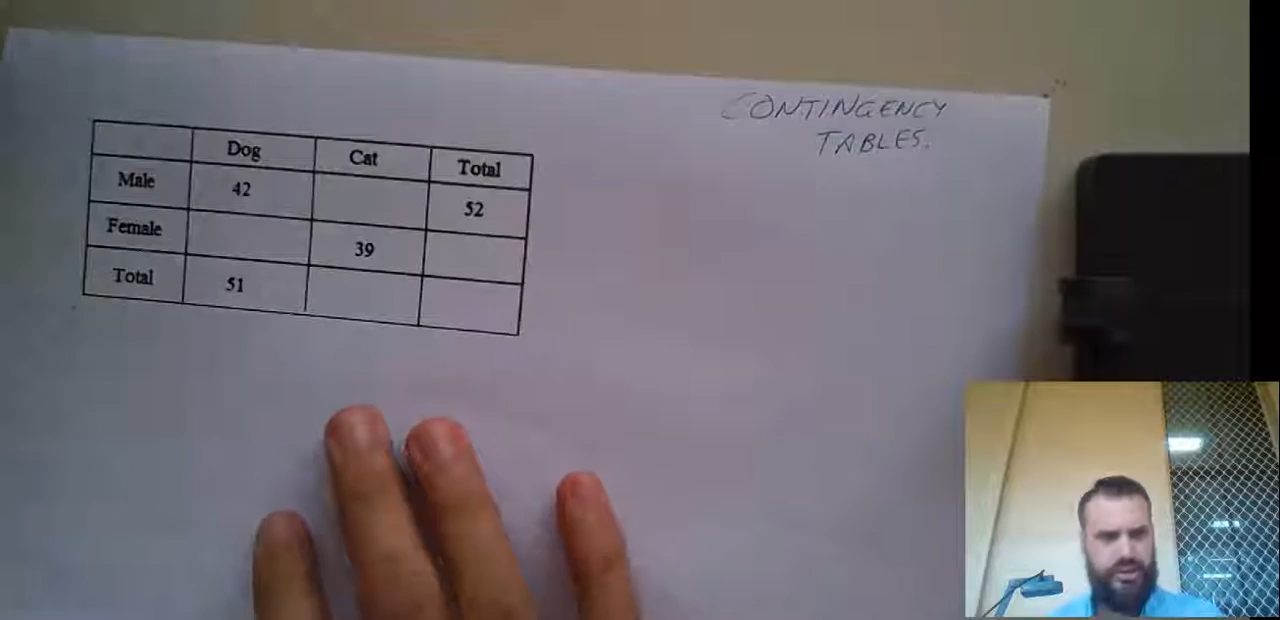 CONTINGENCY
TABLES.
Dog Cat Total
Male 42 52
Female 39
Total 51